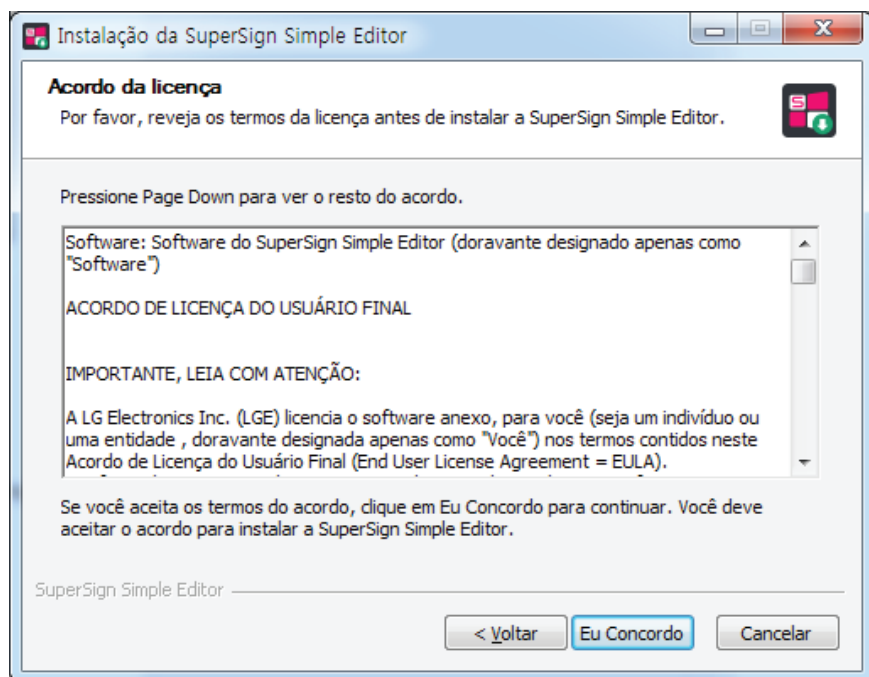 Instalação da SuperSign Simple Editor
Acordo da licença
Por favor, reveja os termos da licença antes de instalar a SuperSign Simple Editor.
S
Pressione Page Down para ver o resto do acordo.
Software: Software do SuperSign Simple Editor (doravante designado apenas como
"Software")
ACORDO DE LICENÇA DO USUÁRIO FINAL
IMPORTANTE, LEIA COM ATENÇÃO:
A LG Electronics Inc. (LGE) licencia o software anexo, para você (seja um indivíduo ou
uma entidade , doravante designada apenas como "Você") nos termos contidos neste
Acordo de Licença do Usuário Final (End User License Agreement = EULA).
Se você aceita os termos do acordo, clique em Eu Concordo para continuar. Você deve
aceitar o acordo para instalar a SuperSign Simple Editor.
SuperSign Simple Editor
< Voltar
Eu Concordo
Cancelar